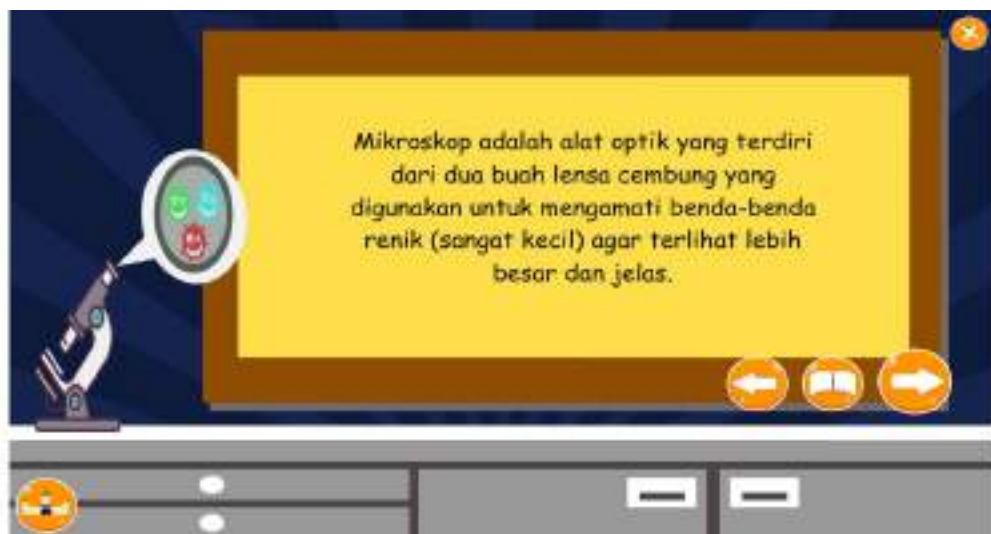 Mikroskop adalah alat optik yang terdiri
dari dua buah lensa cembung yang
digunakan untuk mengamati benda-benda
renik (sangat kecil) agar terlihat lebih
besar dan jelas.